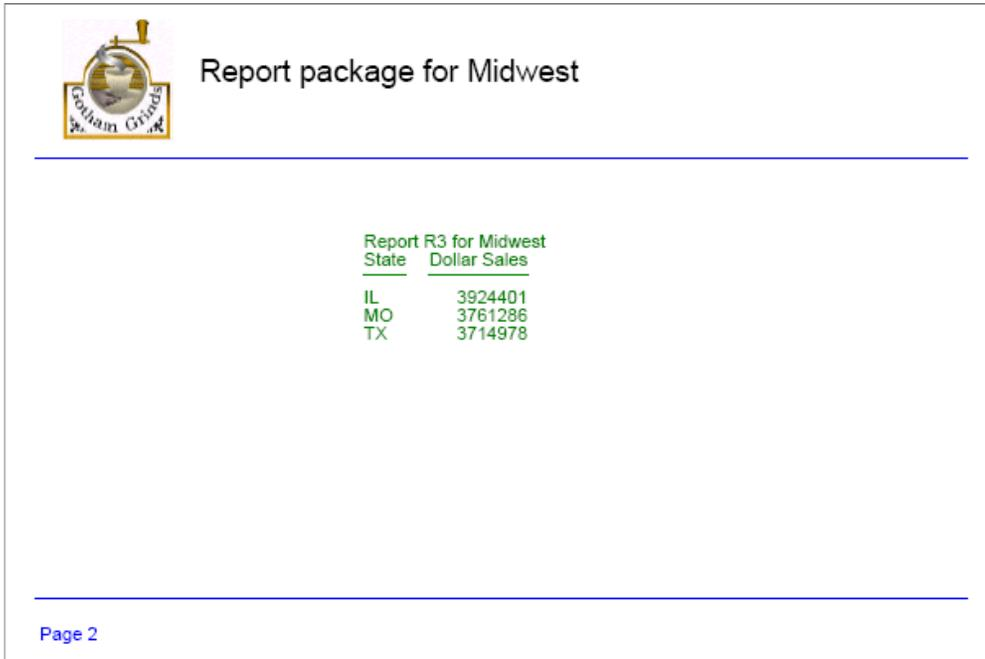 Gotham Grinds
Report package for Midwest
Report R3 for Midwest
State Dollar Sales
IL 3924401
MO 3761286
TX 3714978
Page 2